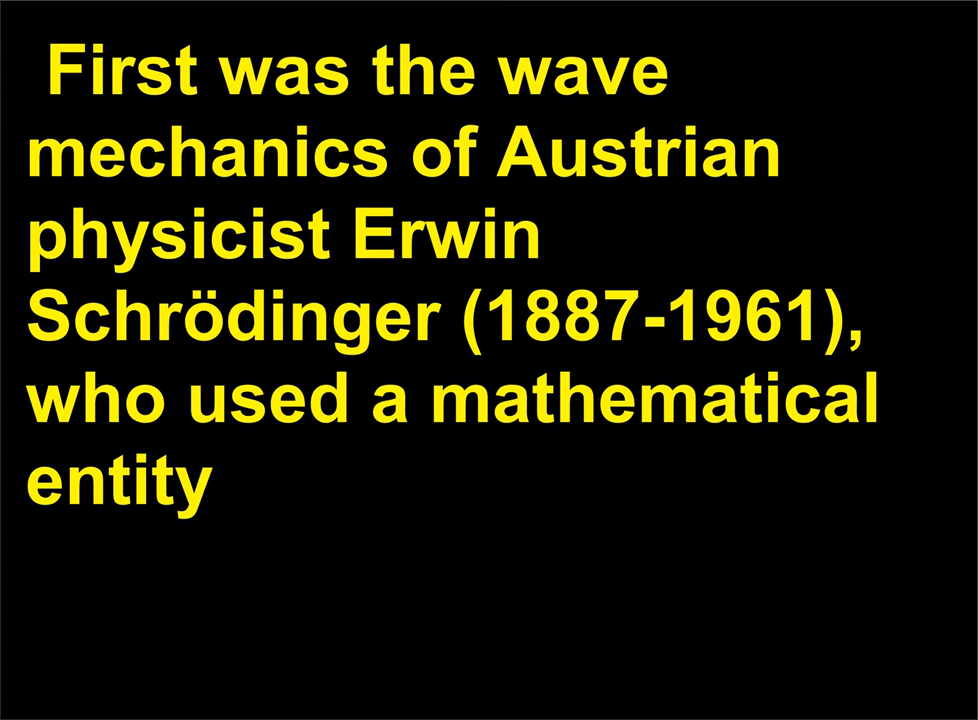 First was the wave
mechanics of Austrian
physicist Erwin
Schrödinger (1887-1961),
who used a mathematical
entity